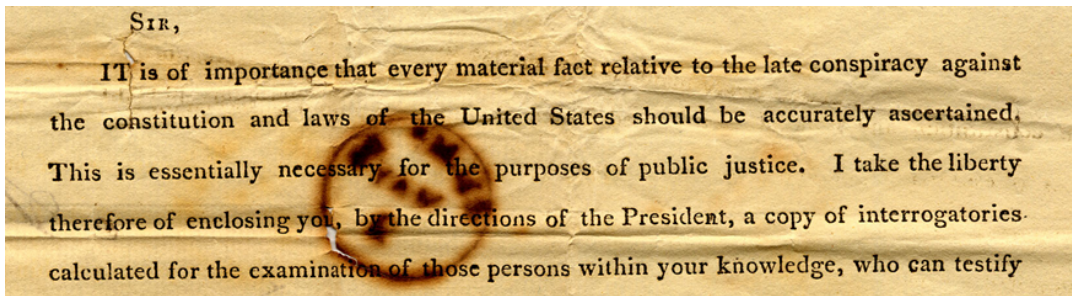 SIR,
IT is of importance that every material fact relative to the late conspiracy against
the constitution and laws of the United States should be accurately ascertained.
This is essentially necessary for the purposes of public justice. I take the liberty
therefore of enclosing you, by the directions of the President, a copy of interrogatories
calculated for the examination of those persons within your knowledge, who can testify